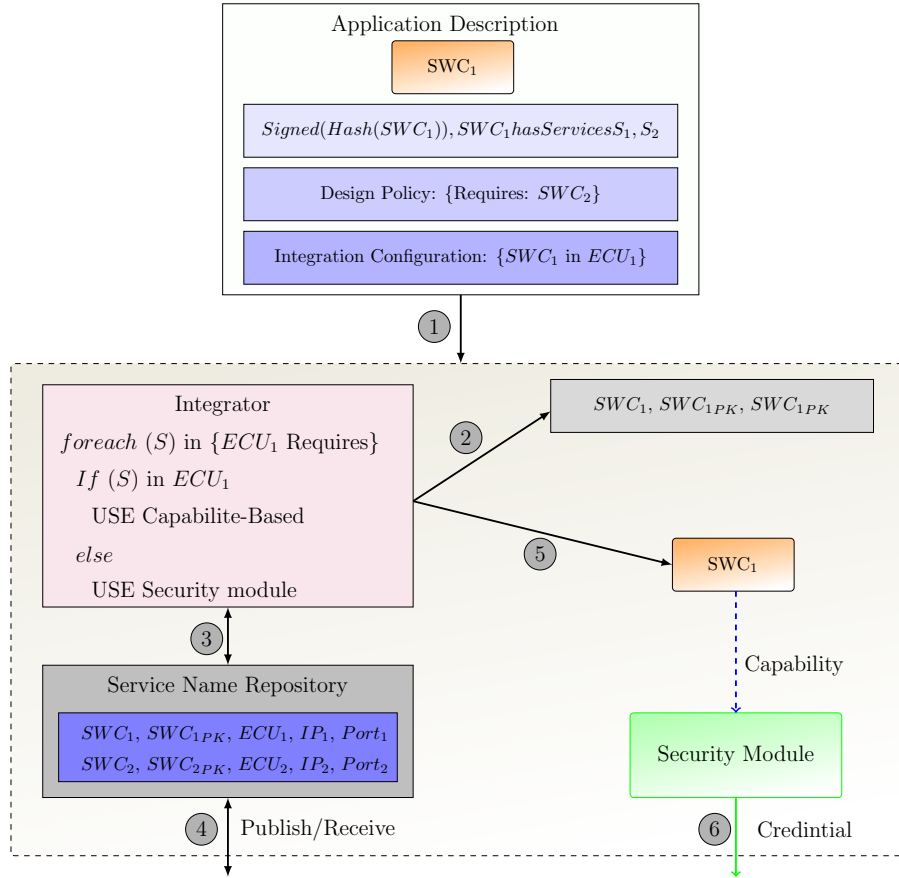 Application Description
SWC₁
Signed(Hash(SWC₁)), SWC₁hasServicesS₁, S₂
Design Policy: {Requires: SWC₂}
Integration Configuration: {SWC₁ in ECU₁}
1
Integrator
foreach (S) in {ECU₁ Requires}
If (S) in ECU₁
USE Capabilite-Based
else
USE Security module
2
SWC₁, SWC₁PK, SWC₁PK
5
SWC₁
3
Capability
Service Name Repository
SWC₁, SWC₁PK, ECU₁, IP₁, Port₁
SWC₂, SWC₂PK, ECU₂, IP₂, Port₂
Security Module
4
Publish/Receive
6
Credintial